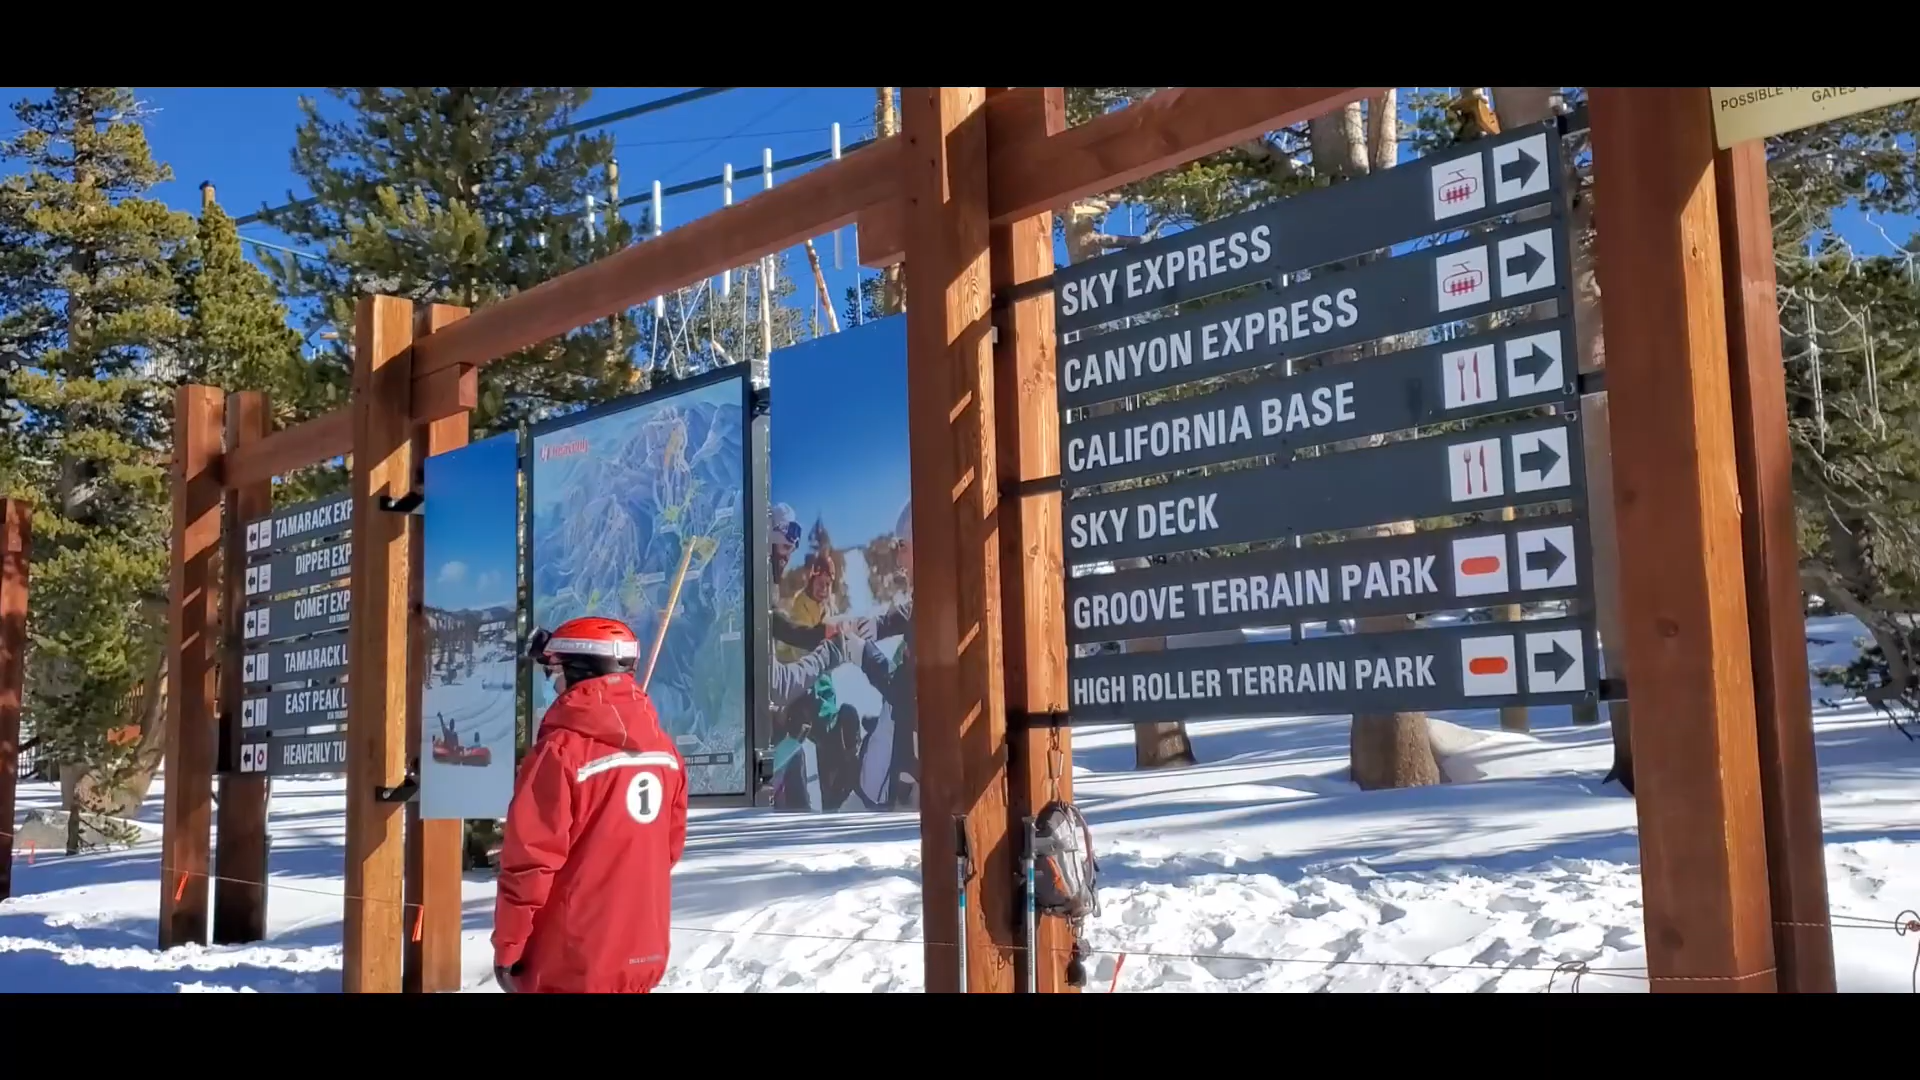 POSSIBLE
GATES
SKY EXPRESS
CANYON EXPRESS
CALIFORNIA BASE
SKY DECK
GROOVE TERRAIN PARK
HIGH ROLLER TERRAIN PARK
TAMARACK EXP
DIPPER EXP
COMET EXP
TAMARACK L
EAST PEAK L
HEAVENLY TU
i